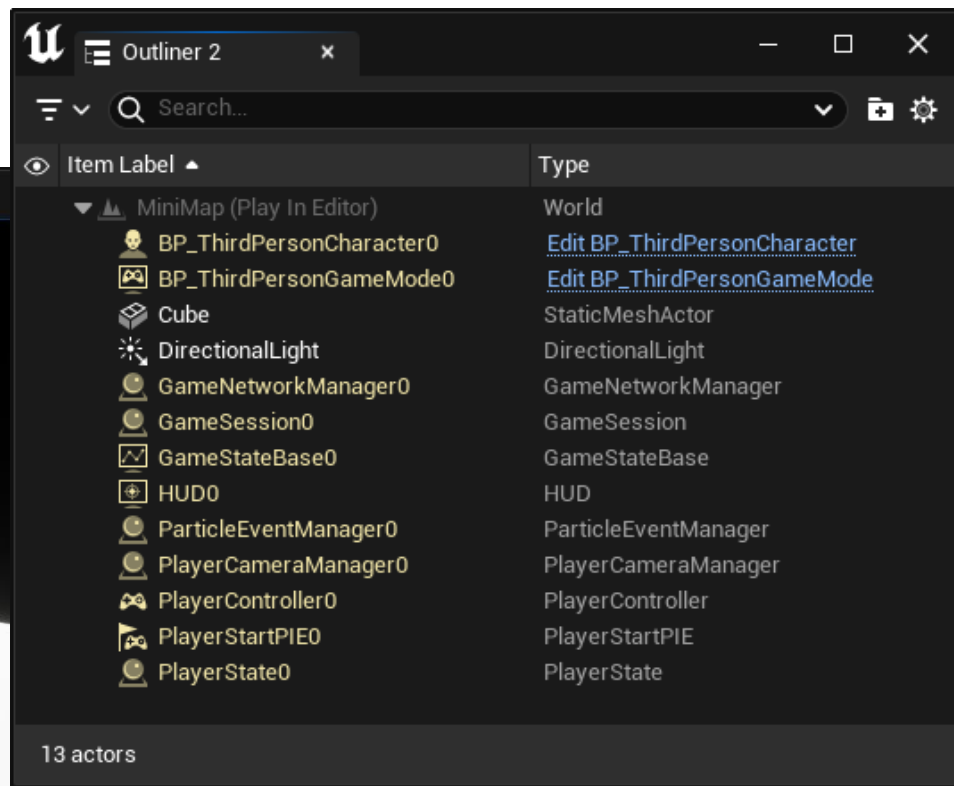 Outliner 2
Search...
Item Label Type
MiniMap (Play In Editor) World
BP_ThirdPersonCharacter0 Edit BP_ThirdPersonCharacter
BP_ThirdPersonGameMode0 Edit BP_ThirdPersonGameMode
Cube StaticMeshActor
DirectionalLight DirectionalLight
GameNetworkManager0 GameNetworkManager
GameSession0 GameSession
GameStateBase0 GameStateBase
HUD0 HUD
ParticleEventManager0 ParticleEventManager
PlayerCameraManager0 PlayerCameraManager
PlayerController0 PlayerController
PlayerStartPIE0 PlayerStartPIE
PlayerState0 PlayerState
13 actors